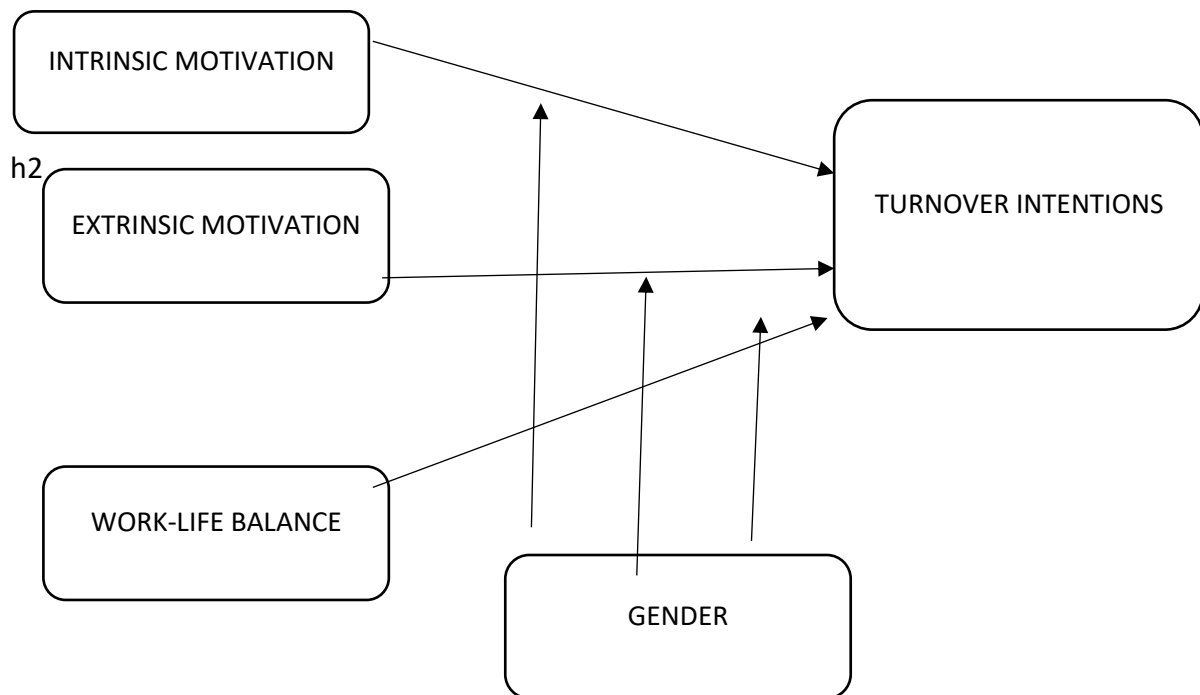 INTRINSIC MOTIVATION
h2
EXTRINSIC MOTIVATION
TURNOVER INTENTIONS
WORK-LIFE BALANCE
GENDER